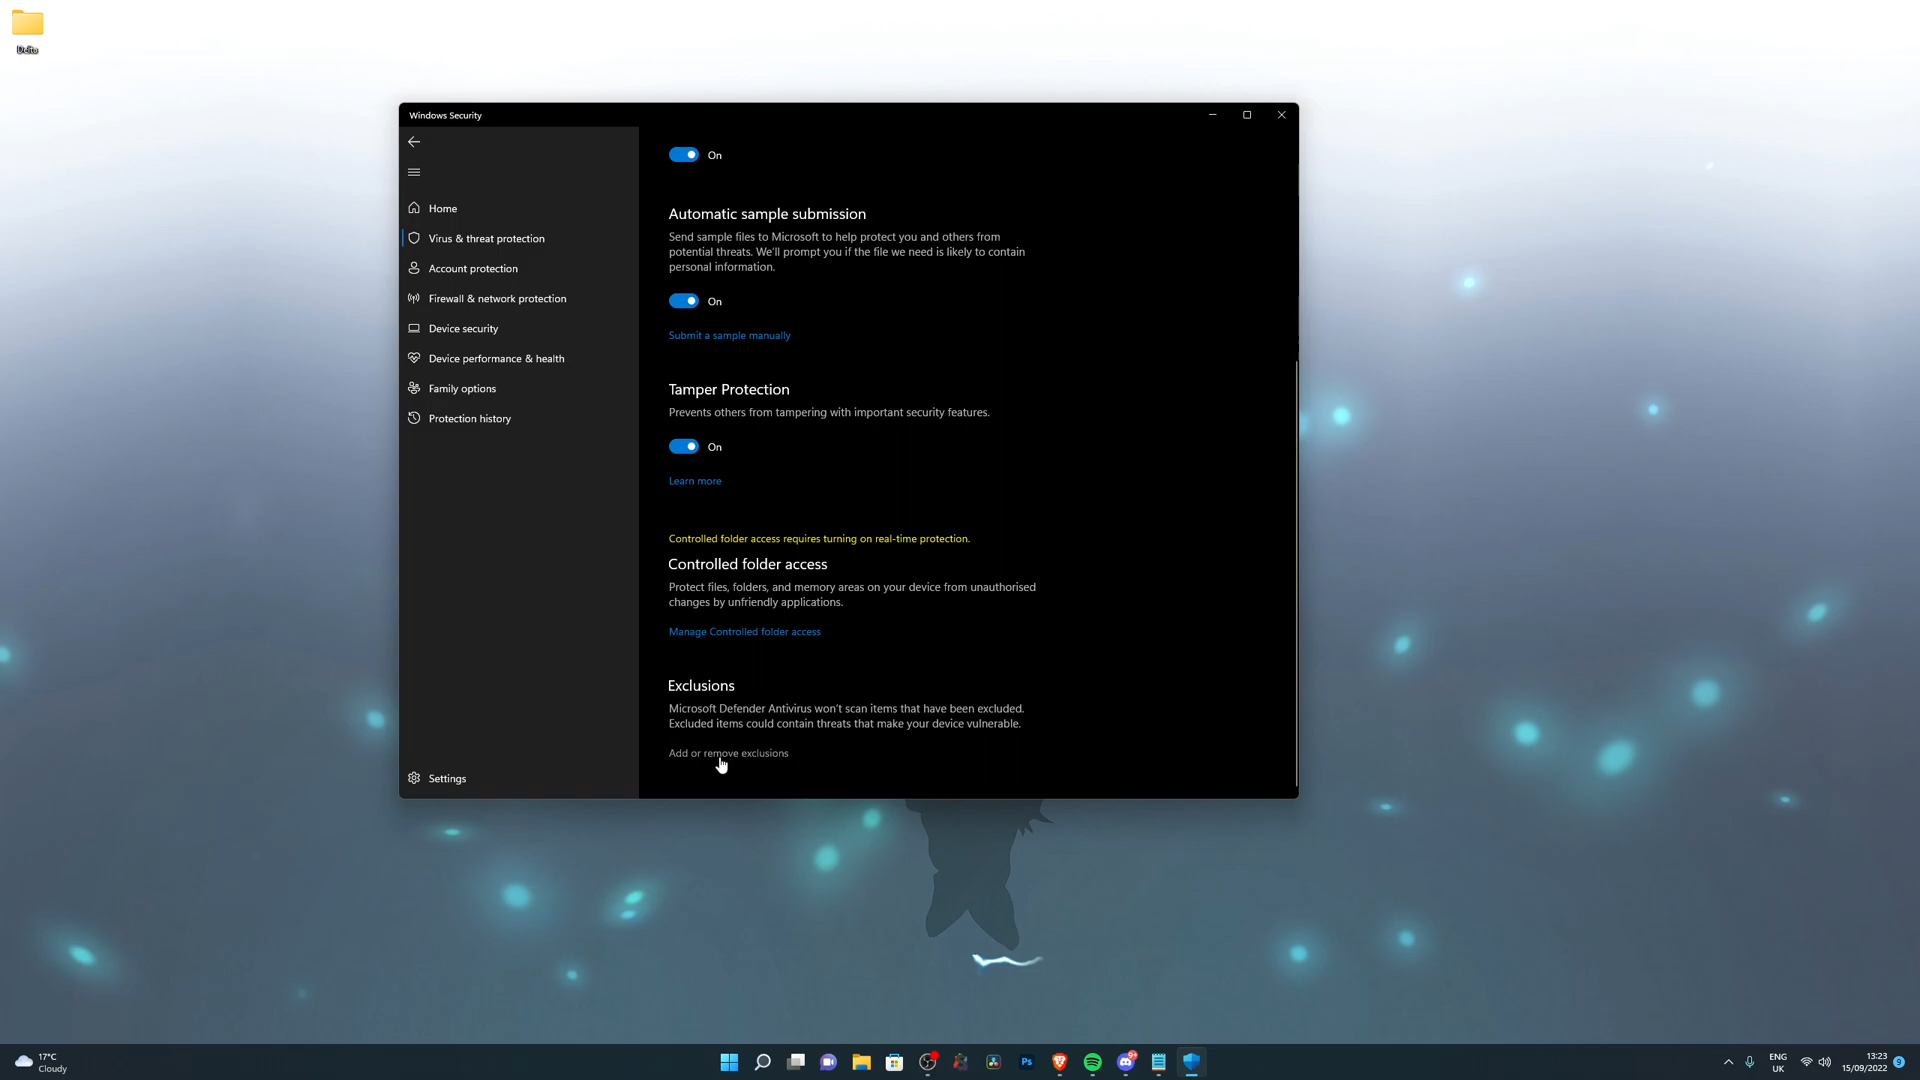 Delta
Windows Security
Home
Virus & threat protection
Account protection
Firewall & network protection
Device security
Device performance & health
Family options
Protection history
Settings
On
Automatic sample submission
Send sample files to Microsoft to help protect you and others from
potential threats. We'll prompt you if the file we need is likely to contain
personal information.
On
Submit a sample manually
Tamper Protection
Prevents others from tampering with important security features.
On
Learn more
Controlled folder access requires turning on real-time protection.
Controlled folder access
Protect files, folders, and memory areas on your device from unauthorised
changes by unfriendly applications.
Manage Controlled folder access
Exclusions
Microsoft Defender Antivirus won't scan items that have been excluded.
Excluded items could contain threats that make your device vulnerable.
Add or remove exclusions
17°C
Cloudy
Ps
ENG
UK
13:23
15/09/2022
9